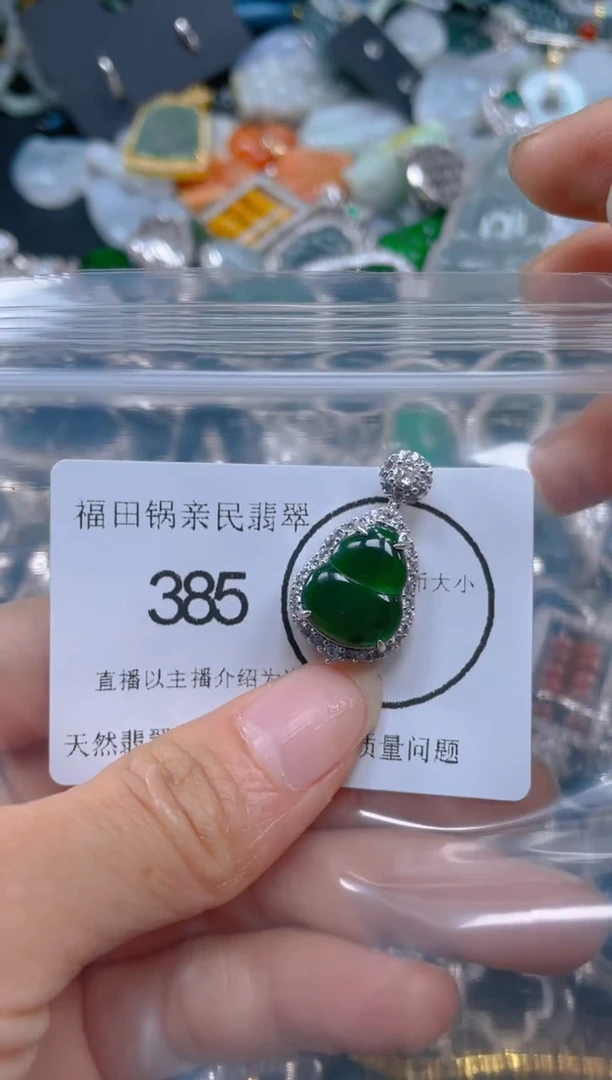 福田锅亲民翡翠
385
币大小
直播以主播介绍为
天然翡翠
质量问题